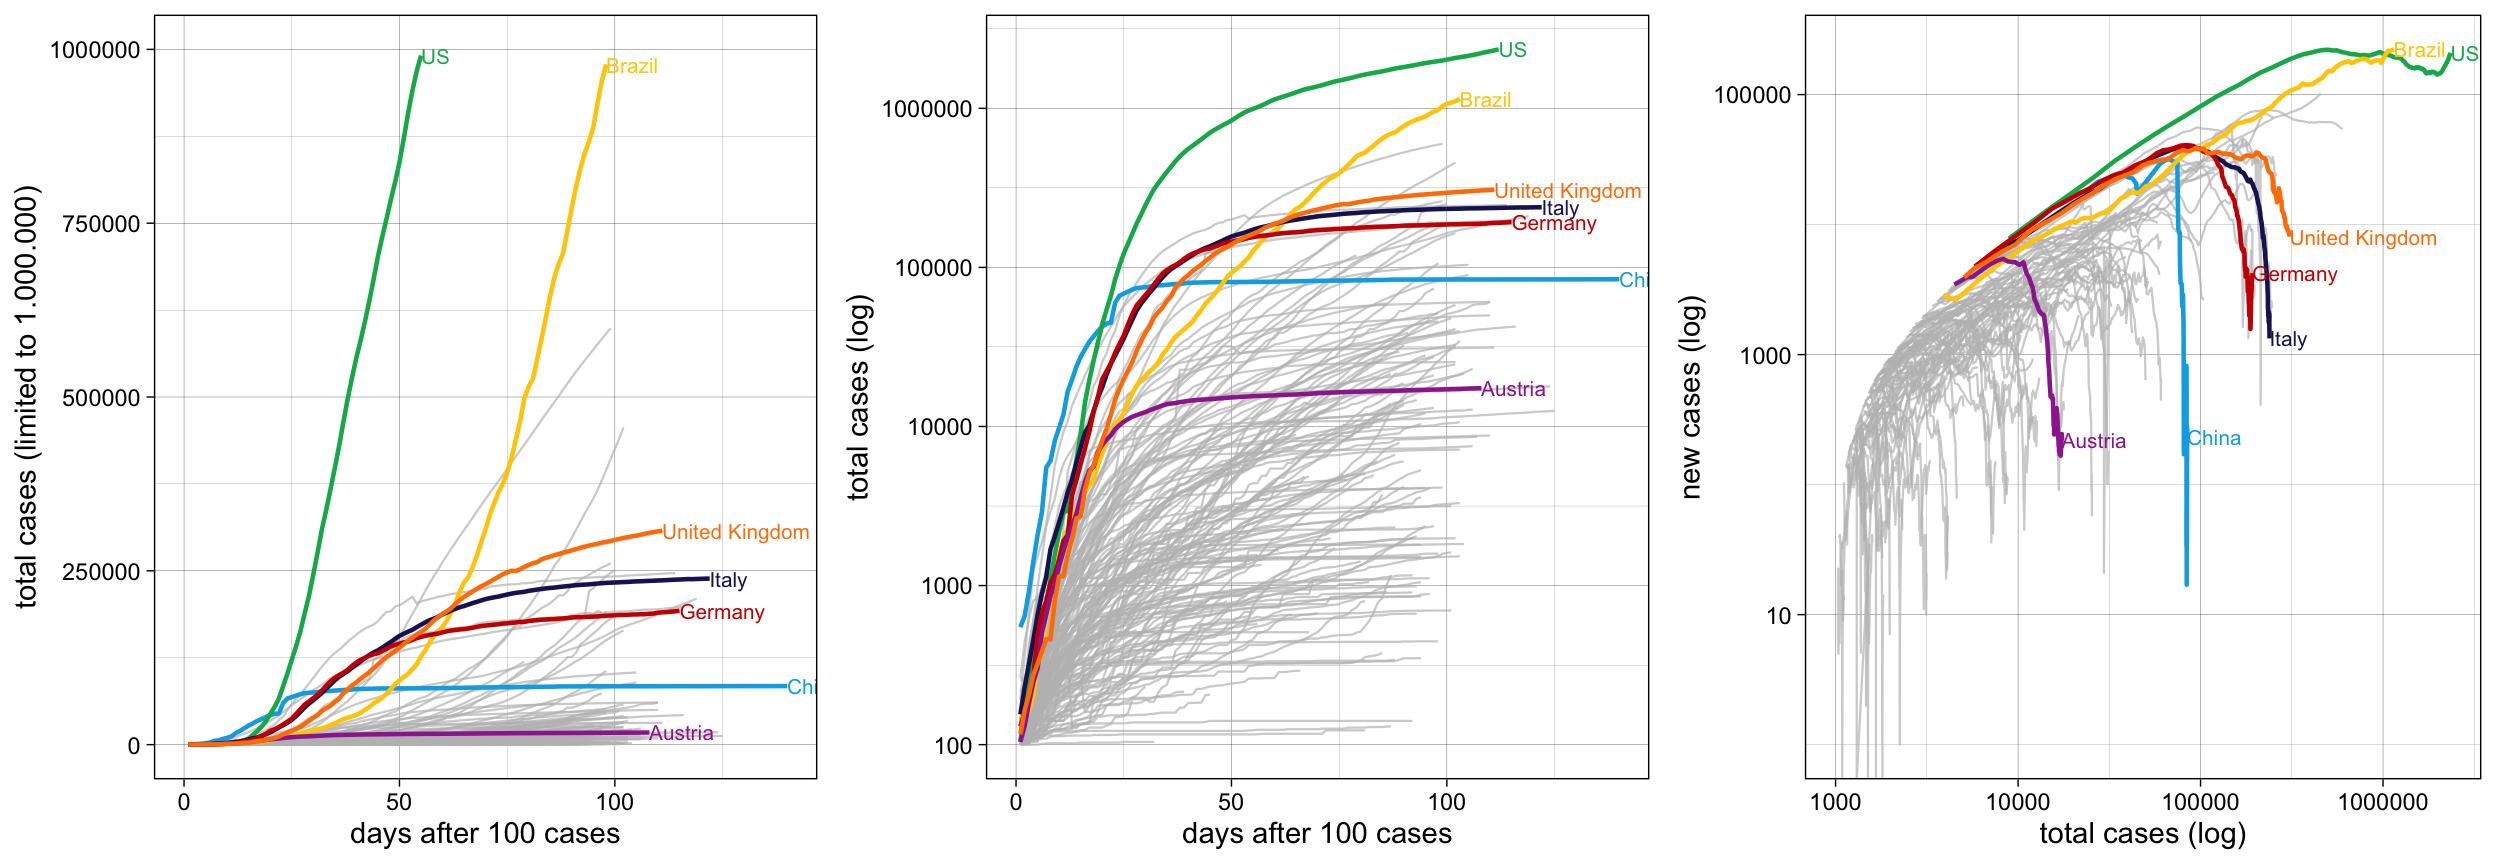 total cases (limited to 1.000.000)
1000000
750000
500000
250000
0
US
Brazil
United Kingdom
Italy
Germany
Chi
Austria
0
50
100
days after 100 cases
total cases (log)
1000000
100000
10000
1000
100
US
Brazil
United Kingdom
Italy
Germany
Chi
Austria
0
50
100
days after 100 cases
new cases (log)
100000
1000
10
Brazil
US
United Kingdom
Germany
Italy
China
Austria
1000
10000
100000
1000000
total cases (log)